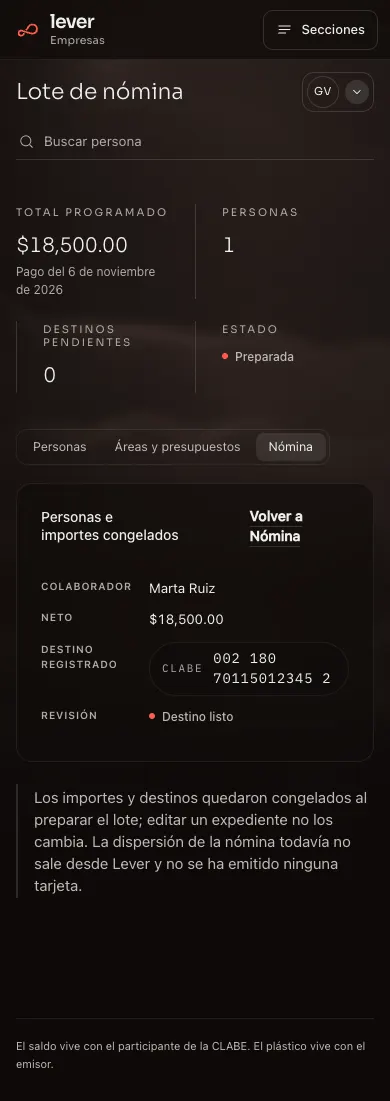 lever
Empresas
Secciones
Lote de nómina
GV
Buscar persona
TOTAL PROGRAMADO
$18,500.00
Pago del 6 de noviembre
de 2026
PERSONAS
1
DESTINOS
PENDIENTES
0
ESTADO
Preparada
Personas
Áreas y presupuestos
Nómina
Personas e
importes congelados
Volver a
Nómina
COLABORADOR
Marta Ruiz
NETO
$18,500.00
DESTINO
REGISTRADO
CLABE
002 180
70115012345 2
REVISIÓN
Destino listo
Los importes y destinos quedaron congelados al
preparar el lote; editar un expediente no los
cambia. La dispersión de la nómina todavía no
sale desde Lever y no se ha emitido ninguna
tarjeta.
El saldo vive con el participante de la CLABE. El plástico vive con el
emisor.